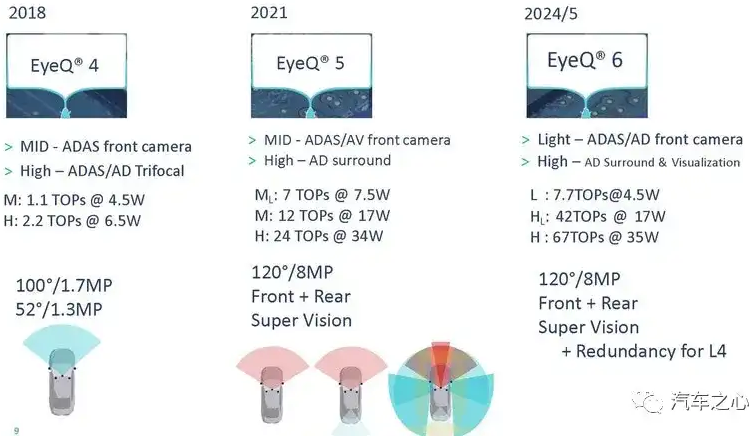 2018
EyeQ® 4
> MID - ADAS front camera
> High – ADAS/AD Trifocal
M: 1.1 TOPs @ 4.5W
H: 2.2 TOPs @ 6.5W
100°/1.7MP
52°/1.3MP
2021
EyeQ® 5
> MID - ADAS/AV front camera
> High – AD surround
ML: 7 TOPs @ 7.5W
M: 12 TOPs @ 17W
H: 24 TOPs @ 34W
120°/8MP
Front + Rear
Super Vision
2024/5
EyeQ® 6
> Light – ADAS/AD front camera
> High – AD Surround & Visualization
L : 7.7TOPs@4.5W
HL: 42TOPs @ 17W
H : 67TOPs @ 35W
120°/8MP
Front + Rear
Super Vision
+ Redundancy for L4
9
汽车之心